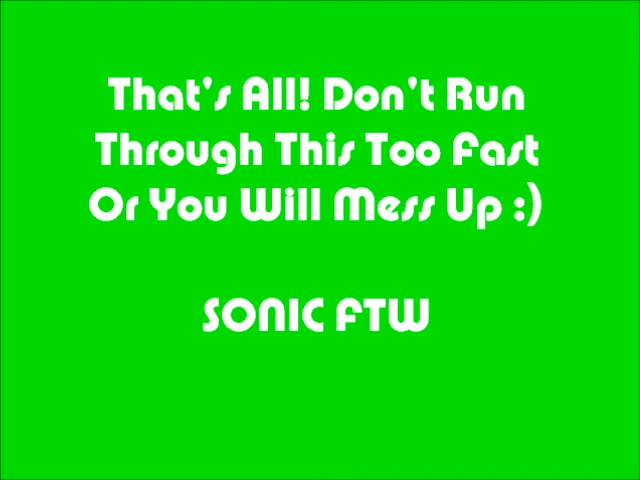 That's All! Don't Run
Through This Too Fast
Or You Will Mess Up :)
SONIC FTW